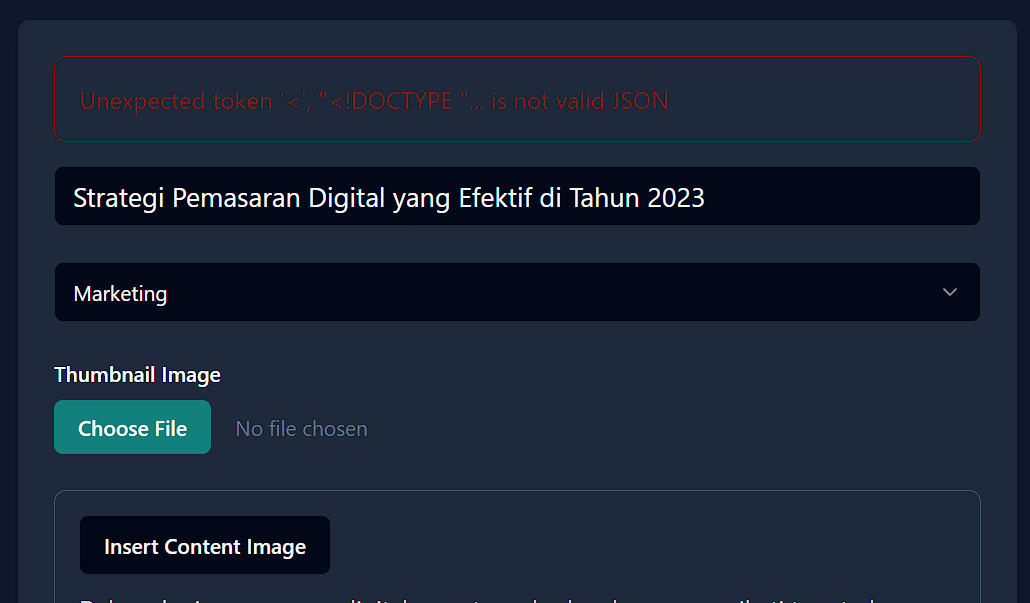 Unexpected token '<', "<!DOCTYPE "... is not valid JSON
Strategi Pemasaran Digital yang Efektif di Tahun 2023
Marketing
Thumbnail Image
Choose File No file chosen
Insert Content Image